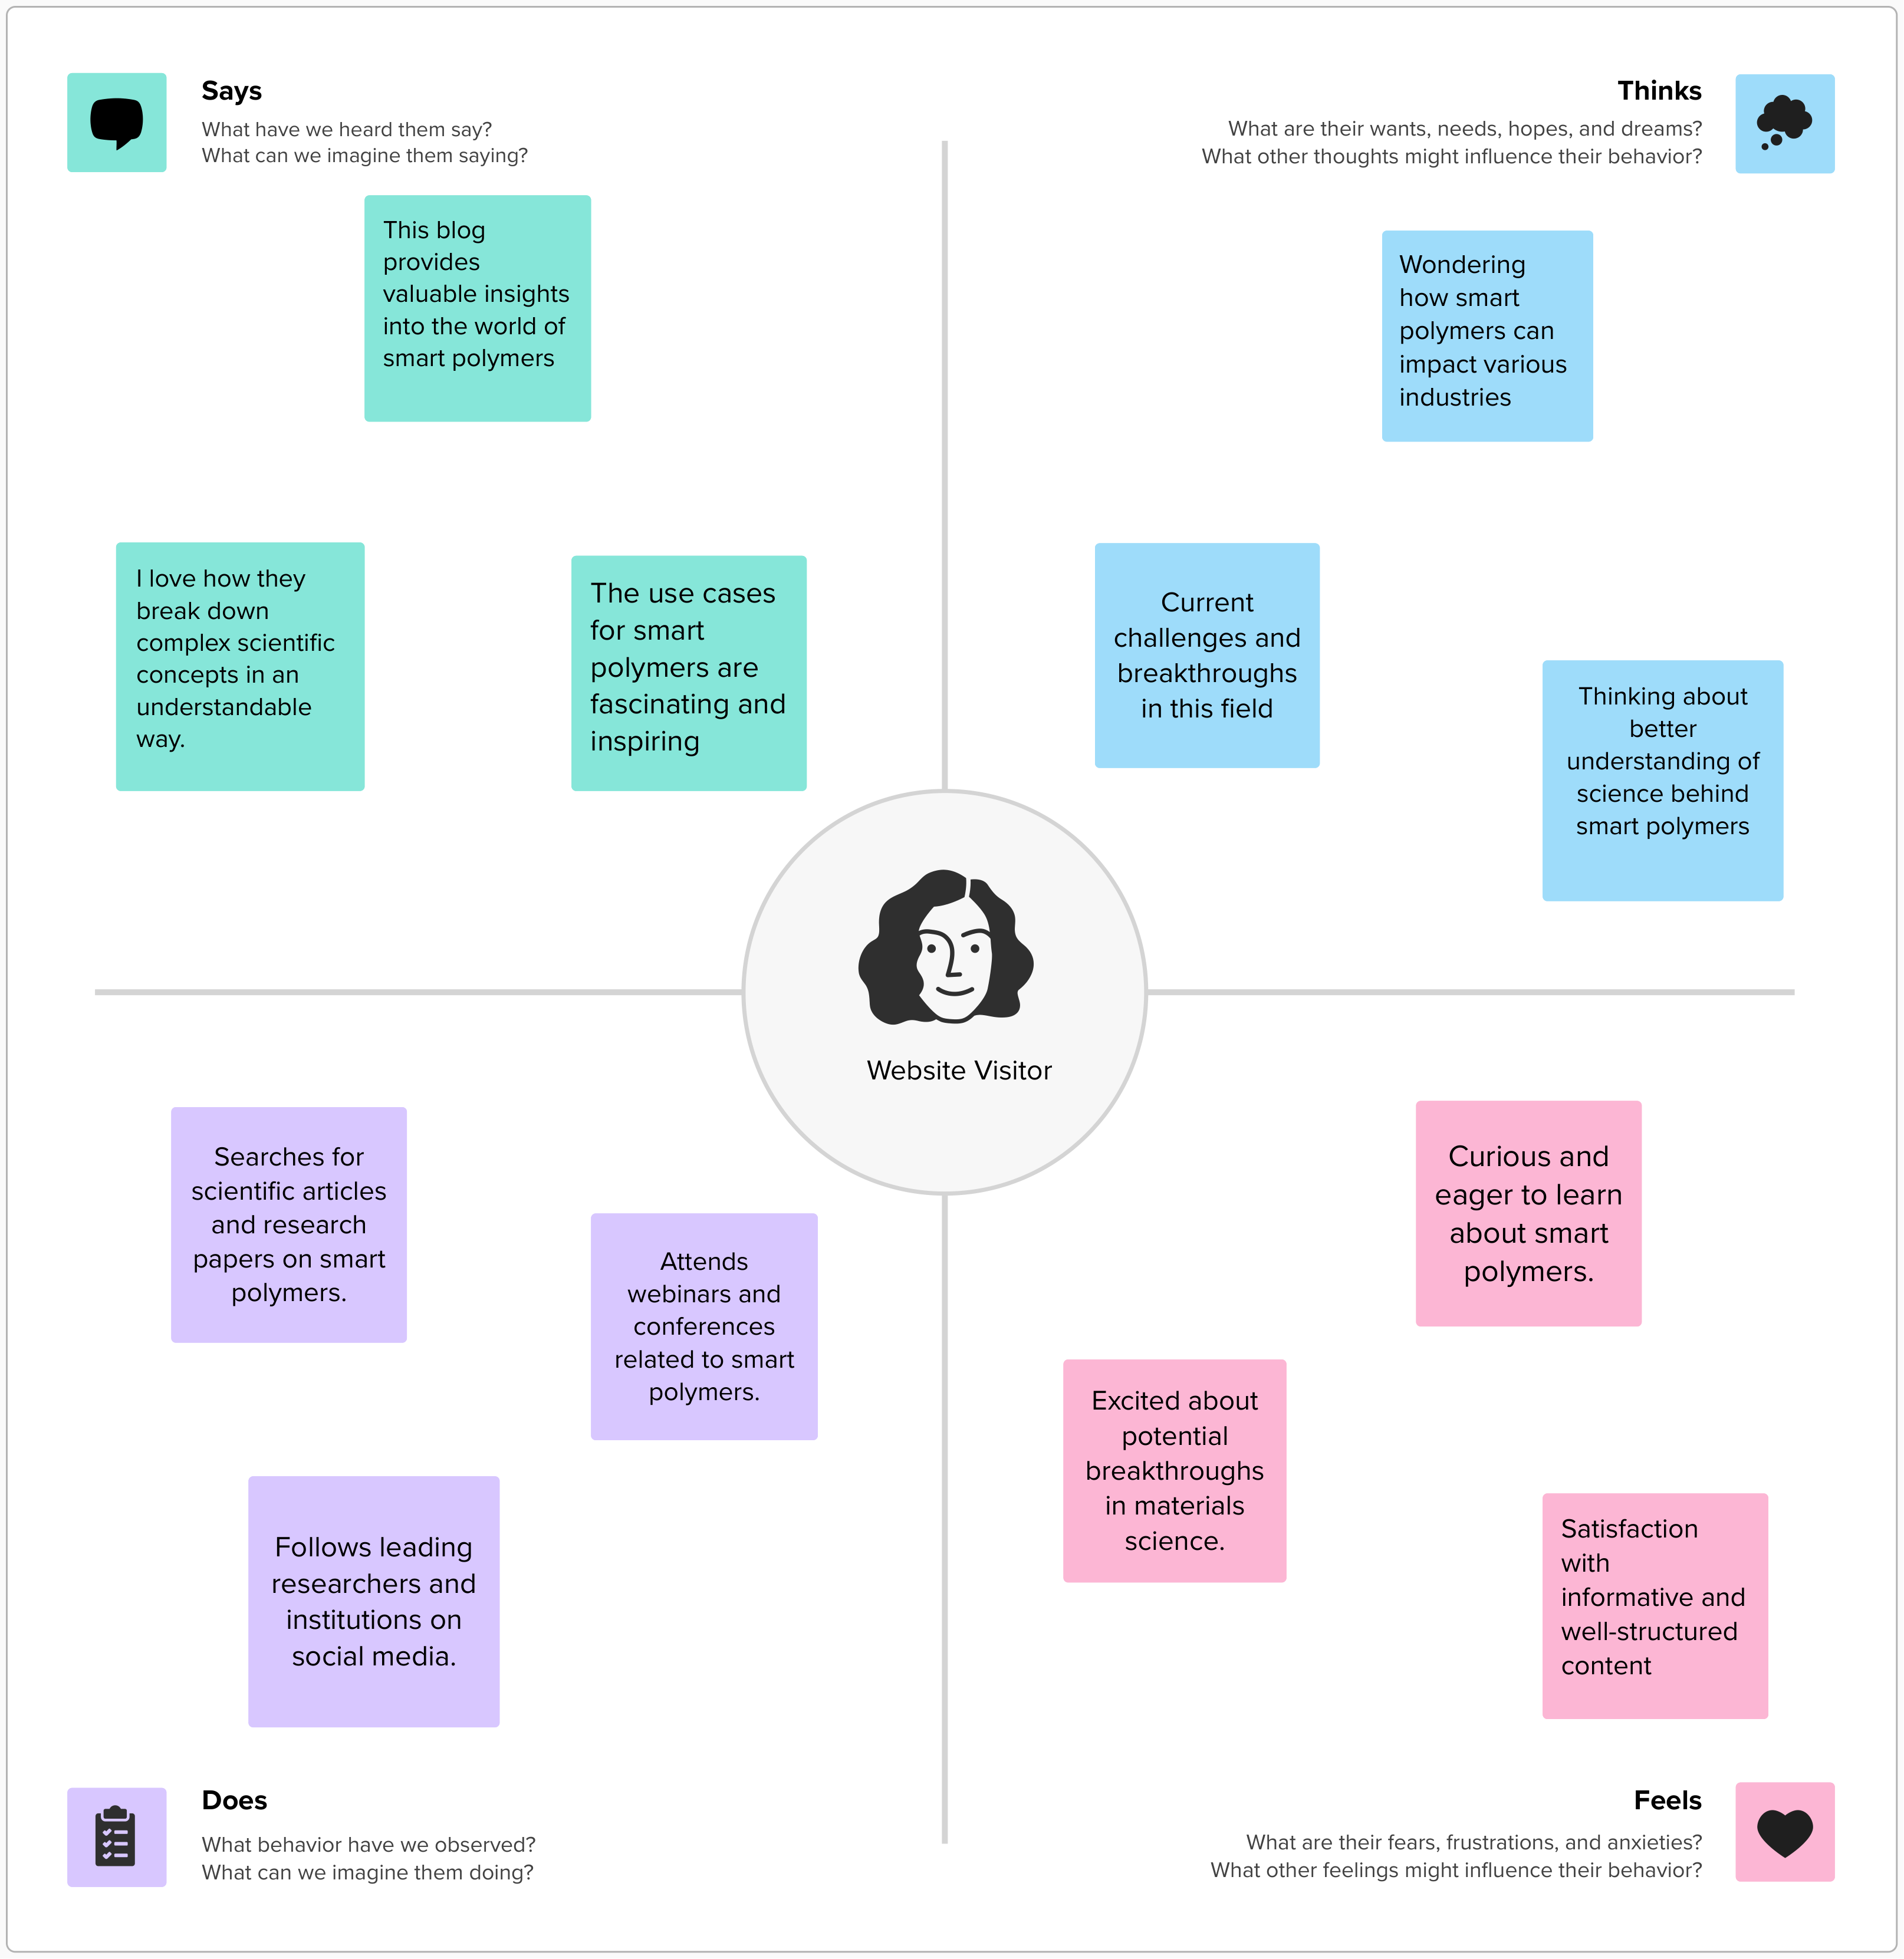 Says
What have we heard them say?
What can we imagine them saying?
This blog
provides
valuable insights
into the world of
smart polymers
I love how they
break down
complex scientific
concepts in an
understandable
way.
The use cases
for smart
polymers are
fascinating and
inspiring
Thinks
What are their wants, needs, hopes, and dreams?
What other thoughts might influence their behavior?
Wondering
how smart
polymers can
impact various
industries
Current
challenges and
breakthroughs
in this field
Thinking about
better
understanding of
science behind
smart polymers
Website Visitor
Searches for
scientific articles
and research
papers on smart
polymers.
Attends
webinars and
conferences
related to smart
polymers.
Follows leading
researchers and
institutions on
social media.
Does
What behavior have we observed?
What can we imagine them doing?
Curious and
eager to learn
about smart
polymers.
Excited about
potential
breakthroughs
in materials
science.
Satisfaction
with
informative and
well-structured
content
Feels
What are their fears, frustrations, and anxieties?
What other feelings might influence their behavior?